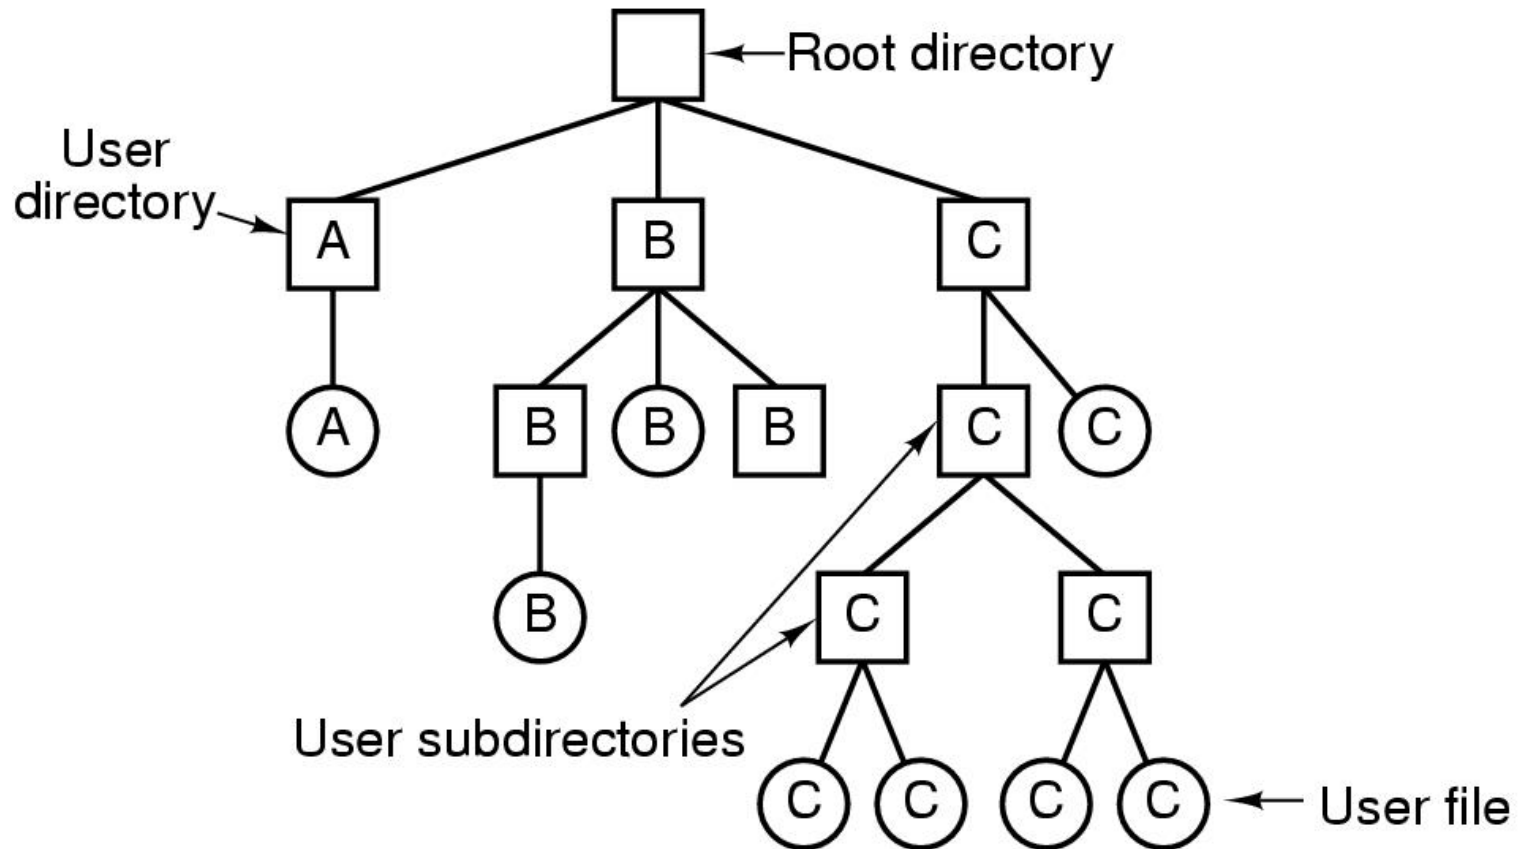 Root directory
User
directory
A
B
C
A
B
B
B
C
C
B
C
C
User subdirectories
C
C
C
C
User file